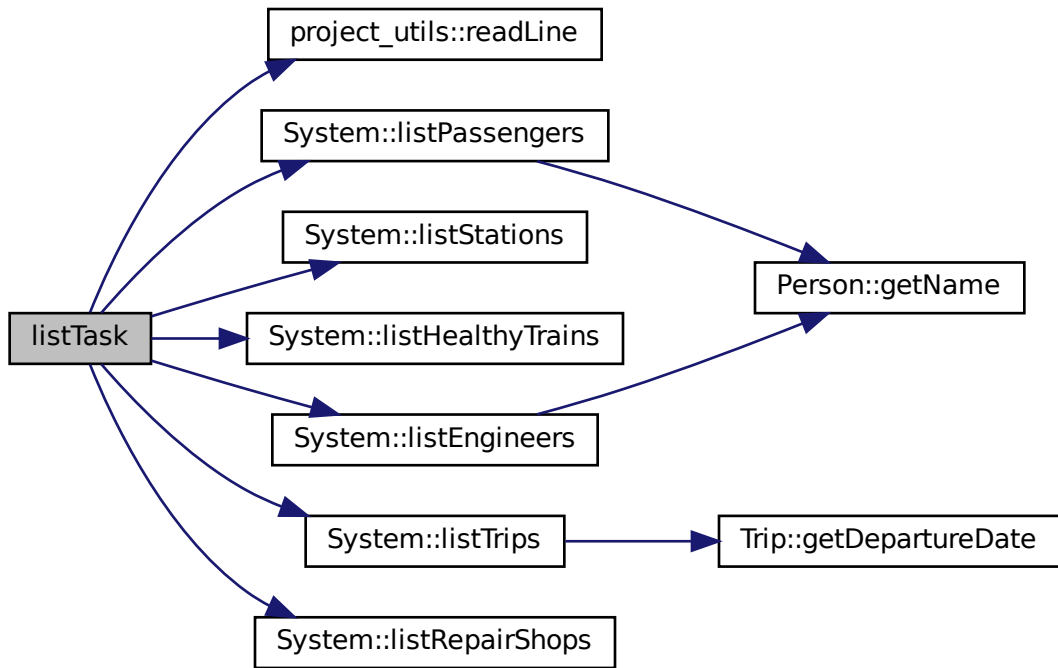 project_utils::readLine
System::listPassengers
System::listStations
Person::getName
listTask
System::listHealthyTrains
System::listEngineers
System::listTrips
Trip::getDepartureDate
System::listRepairShops